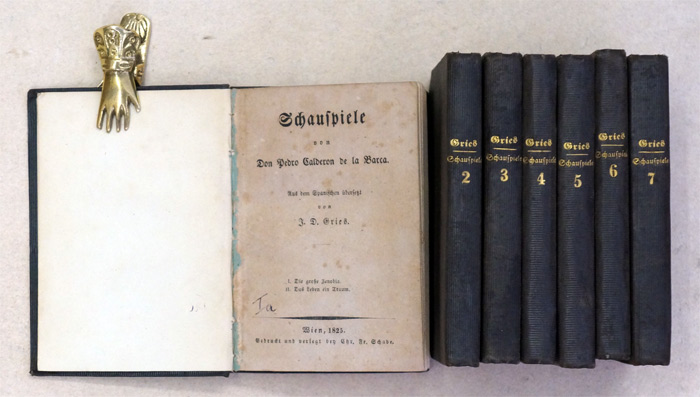 Schauspiele
von
Don Pedro Calderon de la Barca.
Aus dem Spanischen übersetzt
von
J. D. Gries.
I. Die große Zenobia.
II. Das Leben ein Traum.
Ia
Wien, 1825.
Gedruckt und verlegt bey Chr. Fr. Schade.
Gries
Schauspiele
2
Gries
Schauspiele
3
Gries
Schauspiele
4
Gries
Schauspiele
5
Gries
Schauspiele
6
Gries
Schauspiele
7